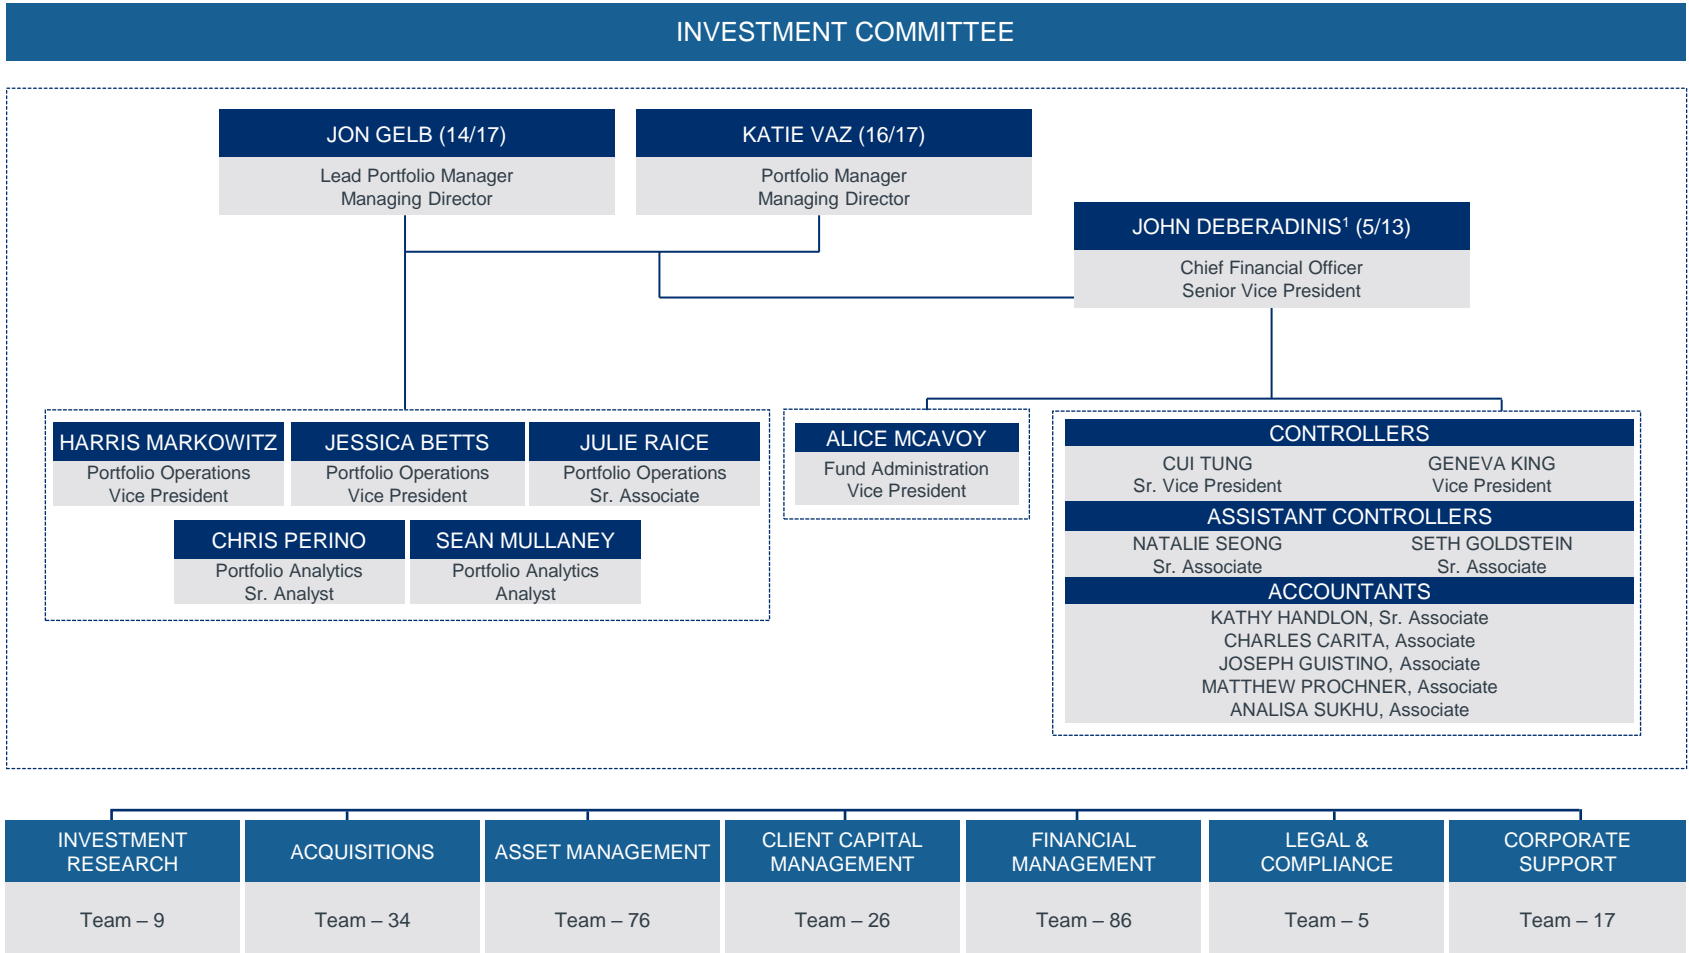 INVESTMENT COMMITTEE
JON GELB (14/17)
Lead Portfolio Manager
Managing Director
KATIE VAZ (16/17)
Portfolio Manager
Managing Director
JOHN DEBERADINIS¹ (5/13)
Chief Financial Officer
Senior Vice President
HARRIS MARKOWITZ
Portfolio Operations
Vice President
JESSICA BETTS
Portfolio Operations
Vice President
JULIE RAICE
Portfolio Operations
Sr. Associate
CHRIS PERINO
Portfolio Analytics
Sr. Analyst
SEAN MULLANEY
Portfolio Analytics
Analyst
ALICE MCAVOY
Fund Administration
Vice President
CONTROLLERS
CUI TUNG
Sr. Vice President
GENEVA KING
Vice President
ASSISTANT CONTROLLERS
NATALIE SEONG
Sr. Associate
SETH GOLDSTEIN
Sr. Associate
ACCOUNTANTS
KATHY HANDLON, Sr. Associate
CHARLES CARITA, Associate
JOSEPH GUISTINO, Associate
MATTHEW PROCHNER, Associate
ANALISA SUKHU, Associate
INVESTMENT
RESEARCH
Team – 9
ACQUISITIONS
Team – 34
ASSET MANAGEMENT
Team – 76
CLIENT CAPITAL
MANAGEMENT
Team – 26
FINANCIAL
MANAGEMENT
Team – 86
LEGAL &
COMPLIANCE
Team – 5
CORPORATE
SUPPORT
Team – 17